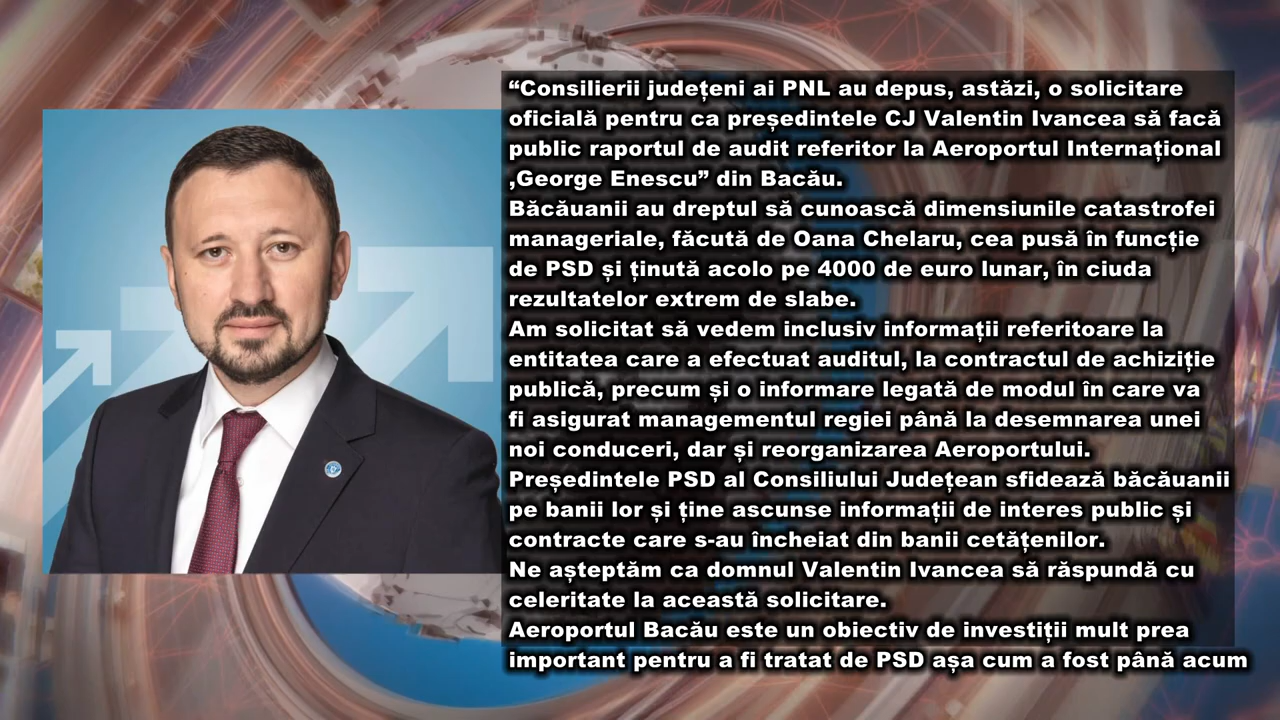 “Consilierii județeni ai PNL au depus, astăzi, o solicitare
oficială pentru ca președintele CJ Valentin Ivancea să facă
public raportul de audit referitor la Aeroportul Internațional
‚George Enescu” din Bacău.
Băcăuanii au dreptul să cunoască dimensiunile catastrofei
manageriale, făcută de Oana Chelaru, cea pusă în funcție
de PSD și ținută acolo pe 4000 de euro lunar, în ciuda
rezultatelor extrem de slabe.
Am solicitat să vedem inclusiv informații referitoare la
entitatea care a efectuat auditul, la contractul de achiziție
publică, precum și o informare legată de modul în care va
fi asigurat managementul regiei până la desemnarea unei
noi conduceri, dar și reorganizarea Aeroportului.
Președintele PSD al Consiliului Județean sfidează băcăuanii
pe banii lor și ține ascunse informații de interes public și
contracte care s-au încheiat din banii cetățenilor.
Ne așteptăm ca domnul Valentin Ivancea să răspundă cu
celeritate la această solicitare.
Aeroportul Bacău este un obiectiv de investiții mult prea
important pentru a fi tratat de PSD așa cum a fost până acum